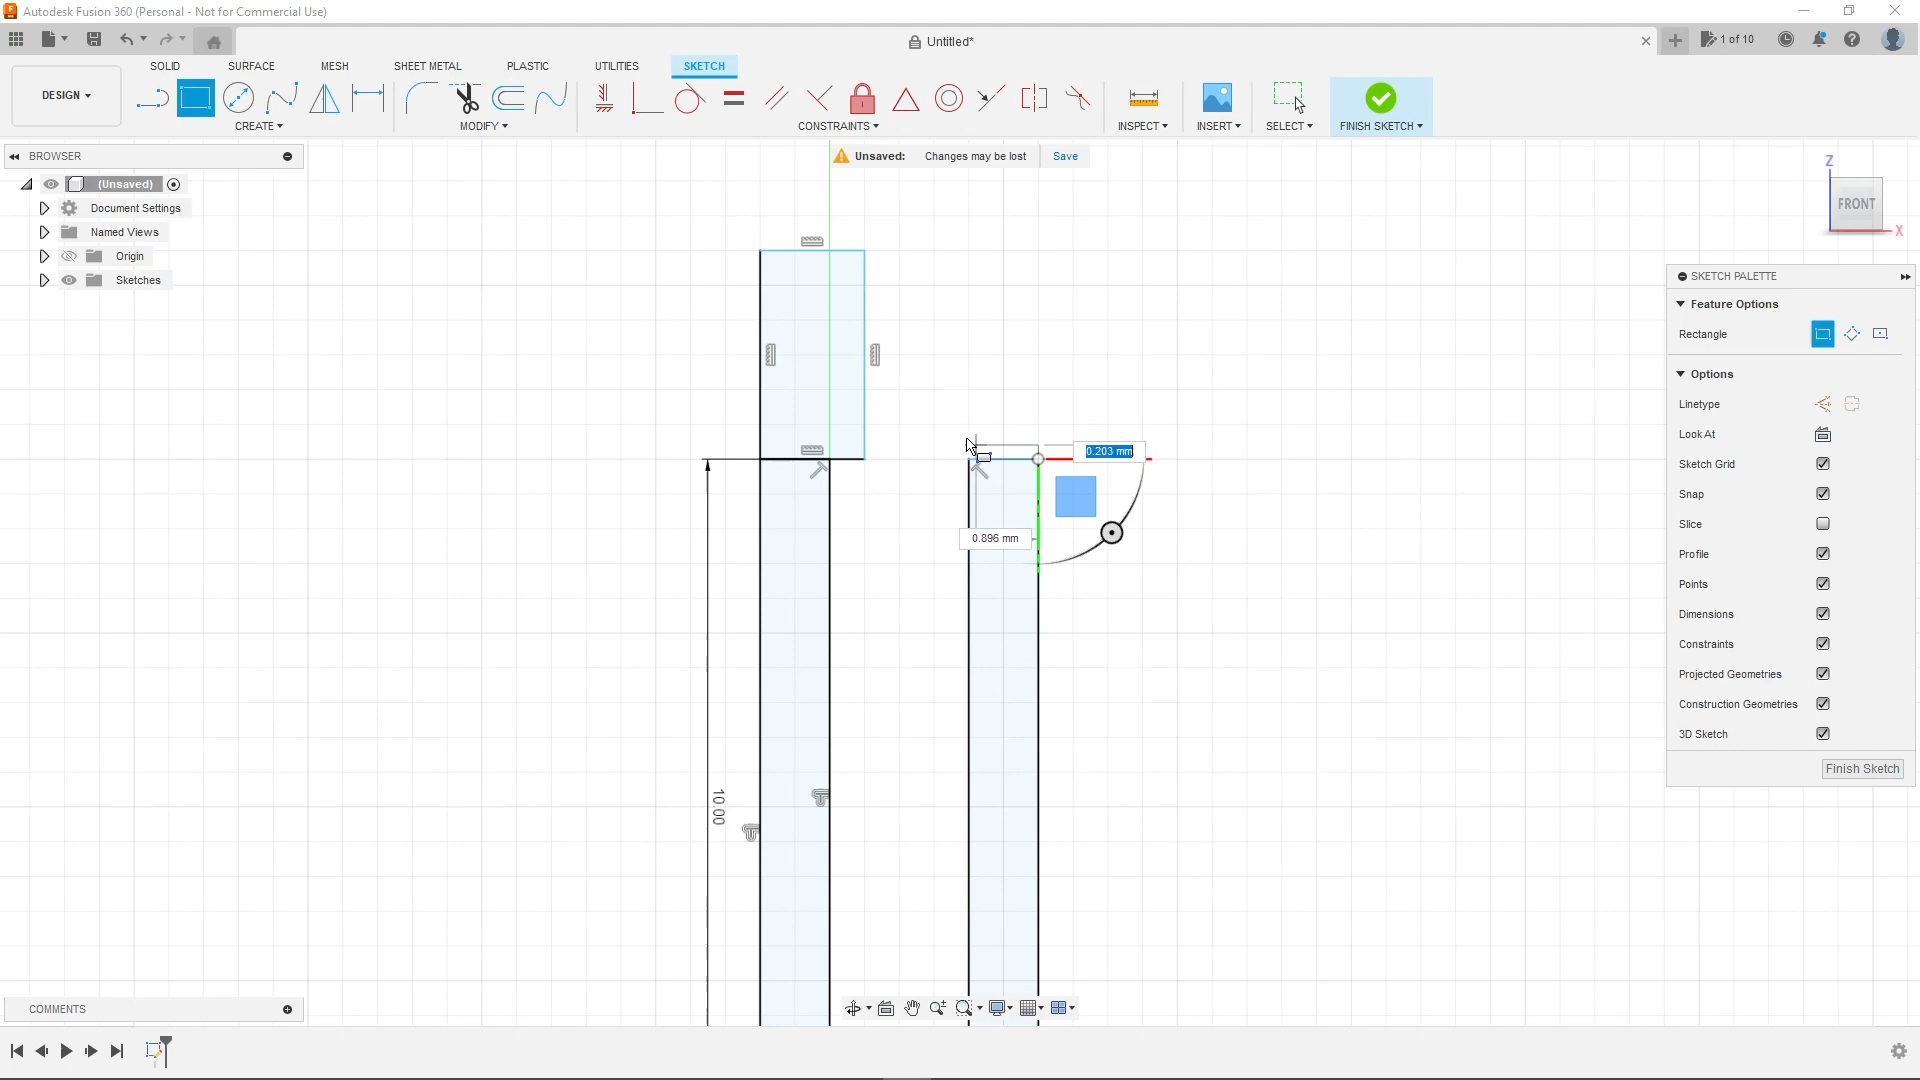 Autodesk Fusion 360 (Personal - Not for Commercial Use)
Untitled*
1 of 10
DESIGN
SOLID
SURFACE
MESH
SHEET METAL
PLASTIC
UTILITIES
SKETCH
CREATE
MODIFY
CONSTRAINTS
INSPECT
INSERT
SELECT
FINISH SKETCH
BROWSER
Unsaved: Changes may be lost Save
(Unsaved)
Document Settings
Named Views
Origin
Sketches
Z
FRONT
X
SKETCH PALETTE
Feature Options
Rectangle
Options
Linetype
Look At
Sketch Grid
Snap
Slice
Profile
Points
Dimensions
Constraints
Projected Geometries
Construction Geometries
3D Sketch
Finish Sketch
0.203 mm
0.896 mm
10.00
COMMENTS